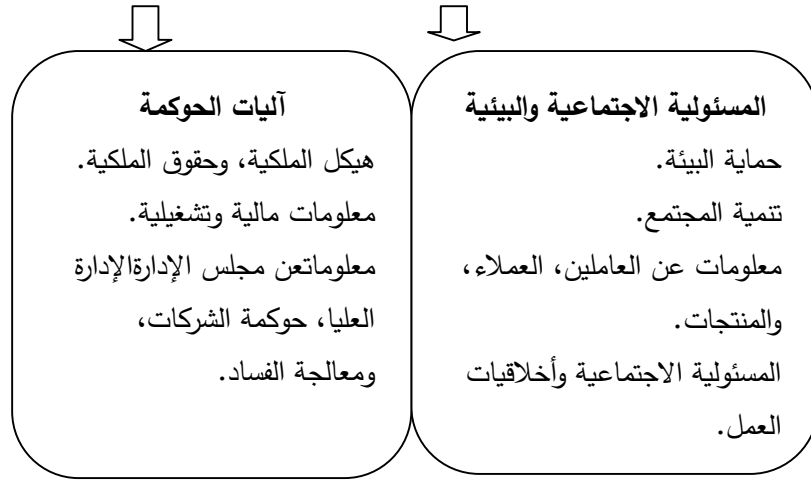 المسئولية الاجتماعية والبيئية
حماية البيئة.
تنمية المجتمع.
معلومات عن العاملين، العملاء،
والمنتجات.
المسئولية الاجتماعية وأخلاقيات
العمل.
آليات الحوكمة
هيكل الملكية، وحقوق الملكية.
معلومات مالية وتشغيلية.
معلوماتعن مجلس الإدارةالإدارة
العليا، حوكمة الشركات،
ومعالجة الفساد.